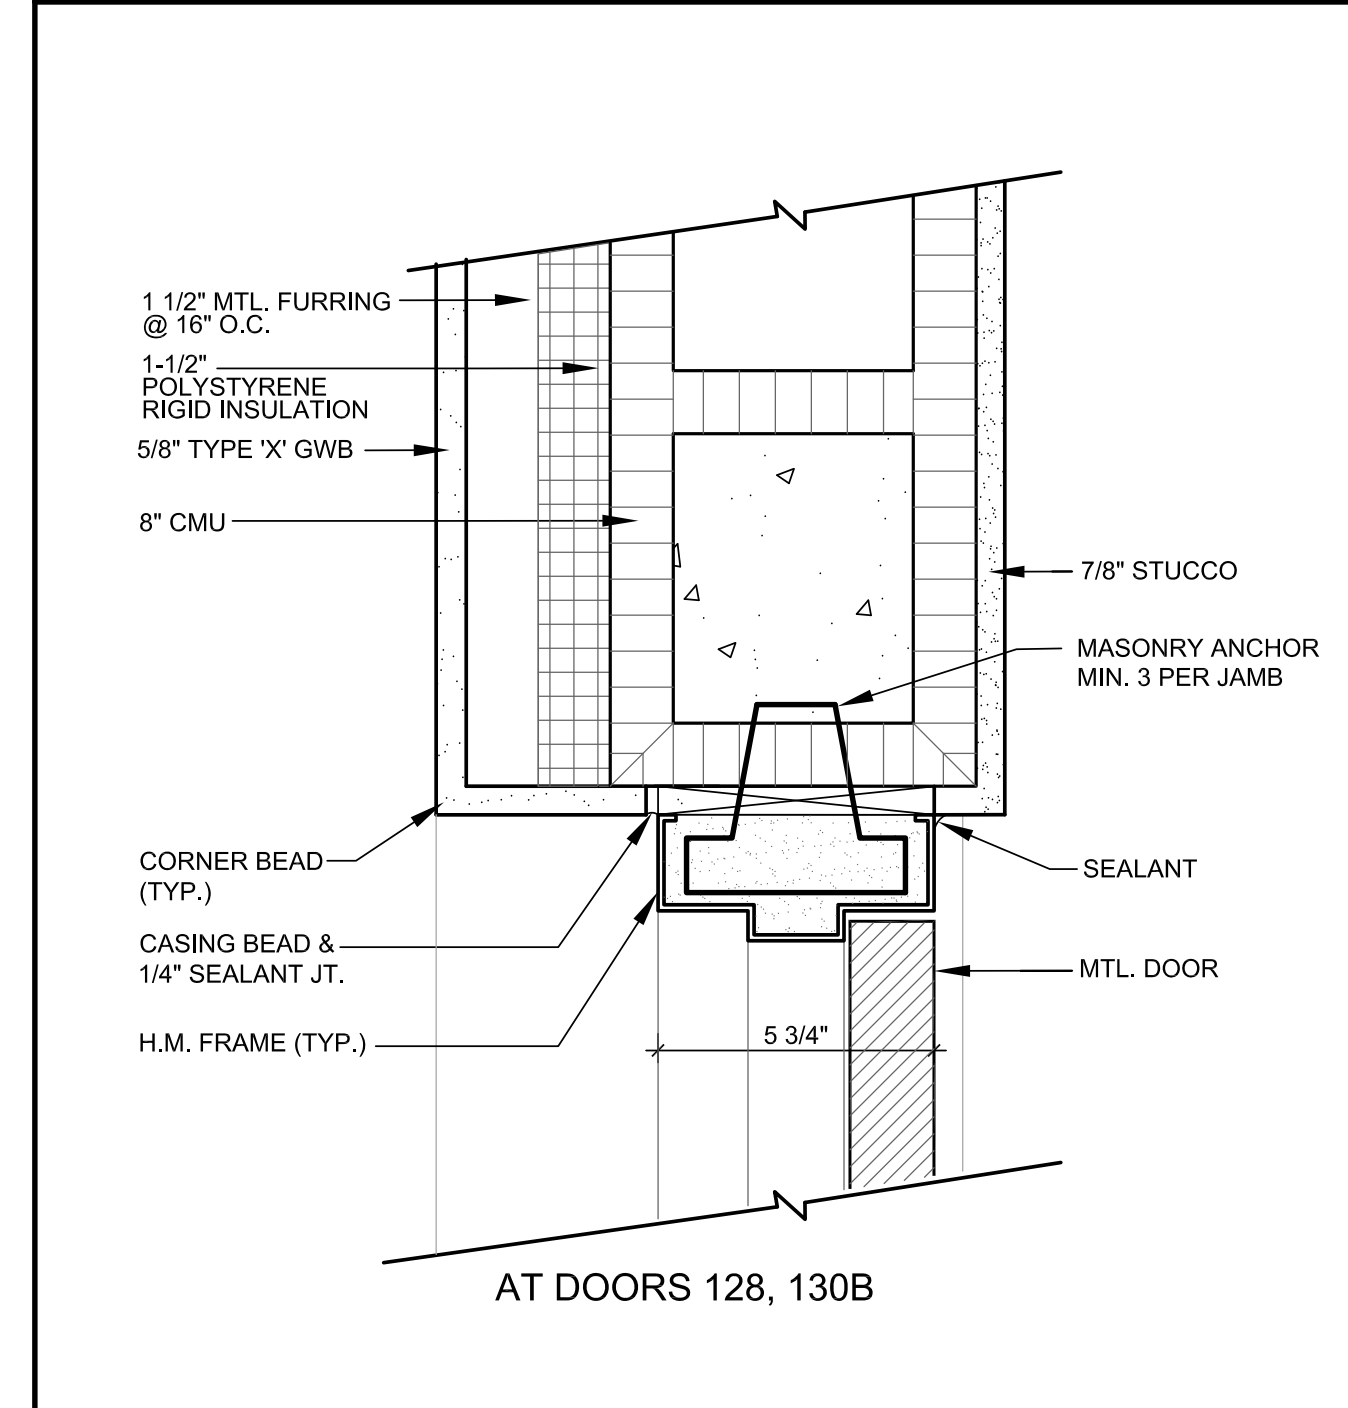 1 1/2" MTL. FURRING
@ 16" O.C.
1-1/2"
POLYSTYRENE
RIGID INSULATION
5/8" TYPE 'X' GWB
8" CMU
7/8" STUCCO
MASONRY ANCHOR
MIN. 3 PER JAMB
CORNER BEAD
(TYP.)
SEALANT
CASING BEAD &
1/4" SEALANT JT.
MTL. DOOR
H.M. FRAME (TYP.)
5 3/4"
AT DOORS 128, 130B